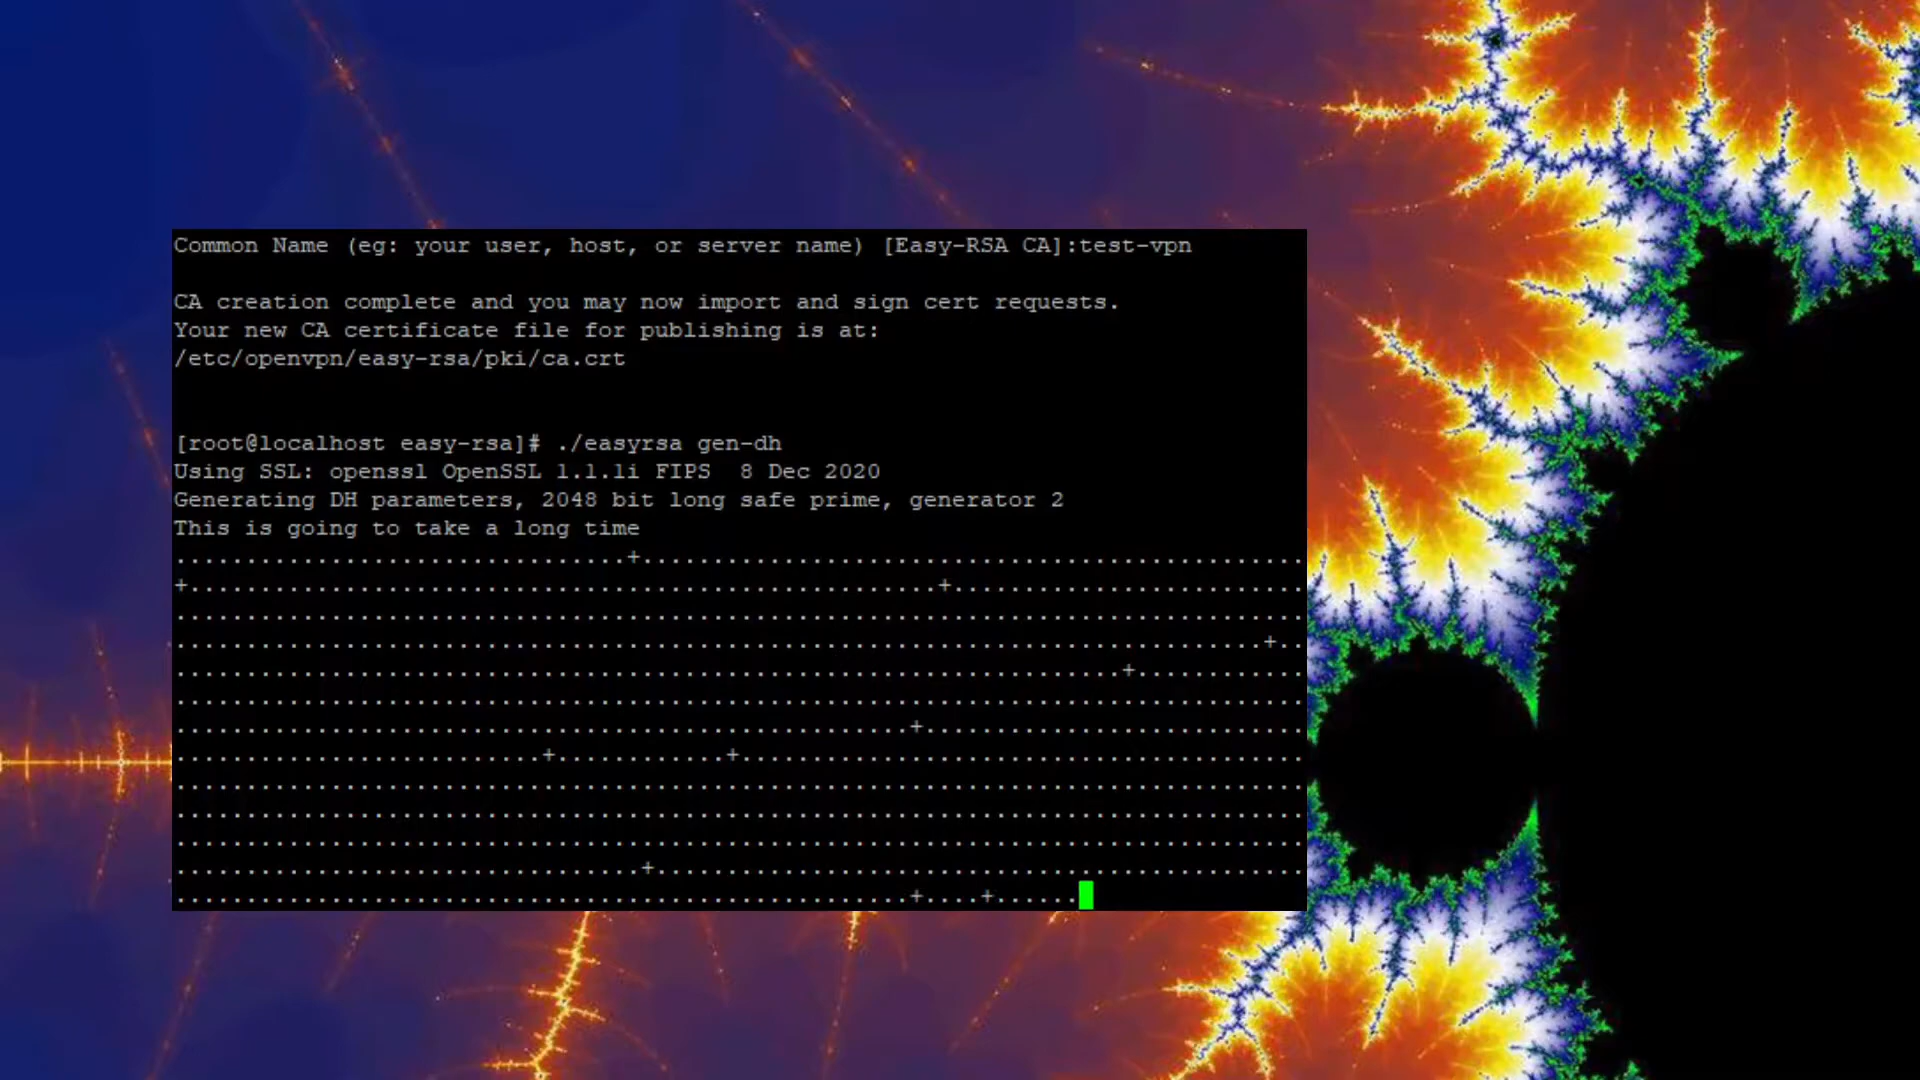 Common Name (eg: your user, host, or server name) [Easy-RSA CA]:test-vpn
CA creation complete and you may now import and sign cert requests.
Your new CA certificate file for publishing is at:
/etc/openvpn/easy-rsa/pki/ca.crt
[root@localhost easy-rsa]# ./easyrsa gen-dh
Using SSL: openssl OpenSSL 1.1.1i FIPS  8 Dec 2020
Generating DH parameters, 2048 bit long safe prime, generator 2
This is going to take a long time
................................+...............................................
+.....................................................+.........................
................................................................................
.............................................................................+..
...................................................................+............
................................................................................
....................................................+...........................
..........................+............+........................................
................................................................................
................................................................................
................................................................................
.................................+..............................................
....................................................+....+......